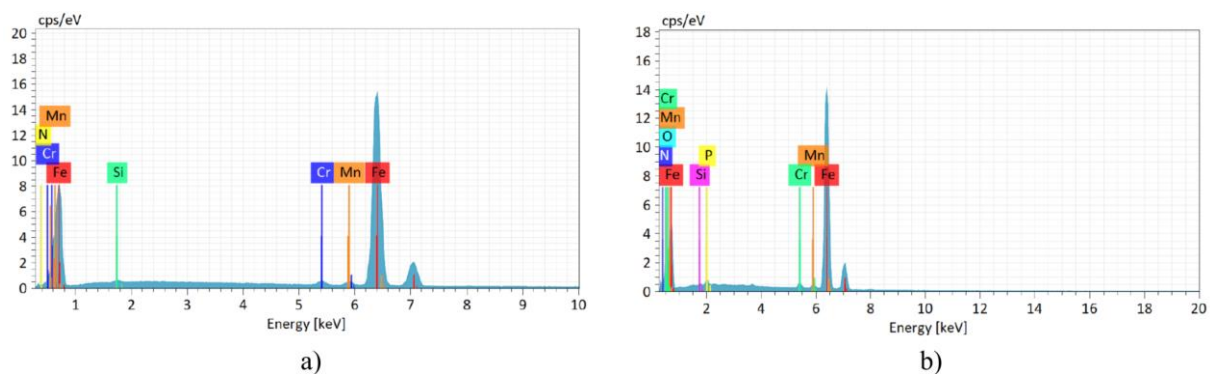 cps/eV
20
18
16
14
12
10
8
6
4
2
0
Mn
N
Cr
Fe
Si
Cr
Mn
Fe
1 2 3 4 5 6 7 8 9 10
Energy [keV]
a)
cps/eV
18
16
14
12
10
8
6
4
2
0
Cr
Mn
O
N
Fe
Si
P
Cr
Mn
Fe
2 4 6 8 10 12 14 16 18 20
Energy [keV]
b)